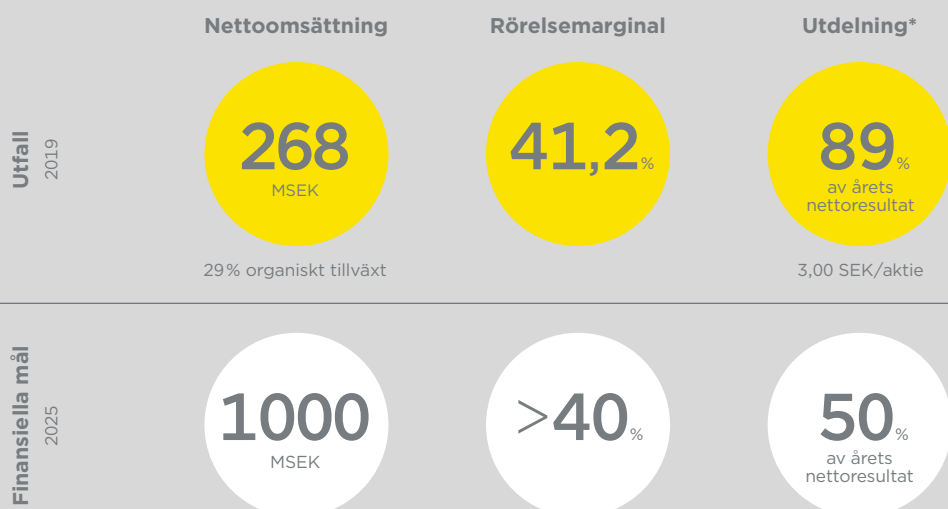 Nettoomsättning
Rörelsemarginal
Utdelning*
Utfall
2019
268
MSEK
41,2%
89%
av årets
nettoresultat
29% organiskt tillväxt
3,00 SEK/aktie
Finansiella mål
2025
1000
MSEK
>40%
50%
av årets
nettoresultat